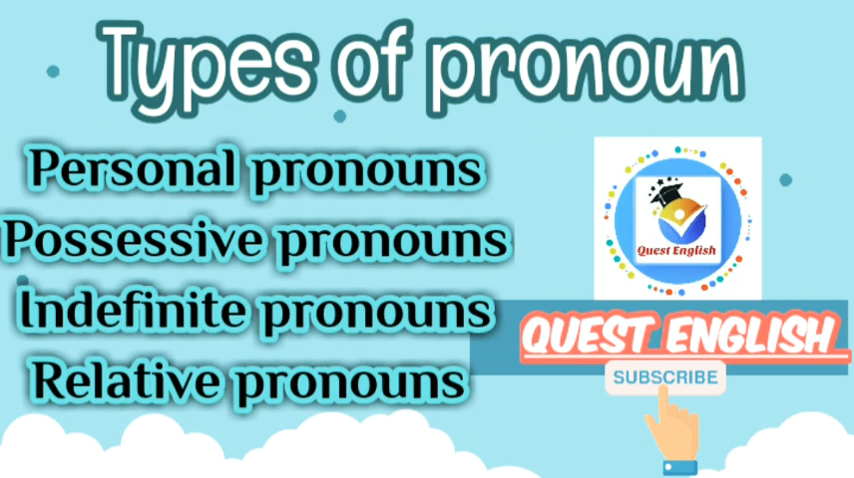 Types of pronoun
Personal pronouns
Possessive pronouns
Indefinite pronouns
Relative pronouns
Quest English
QUEST ENGLISH
SUBSCRIBE